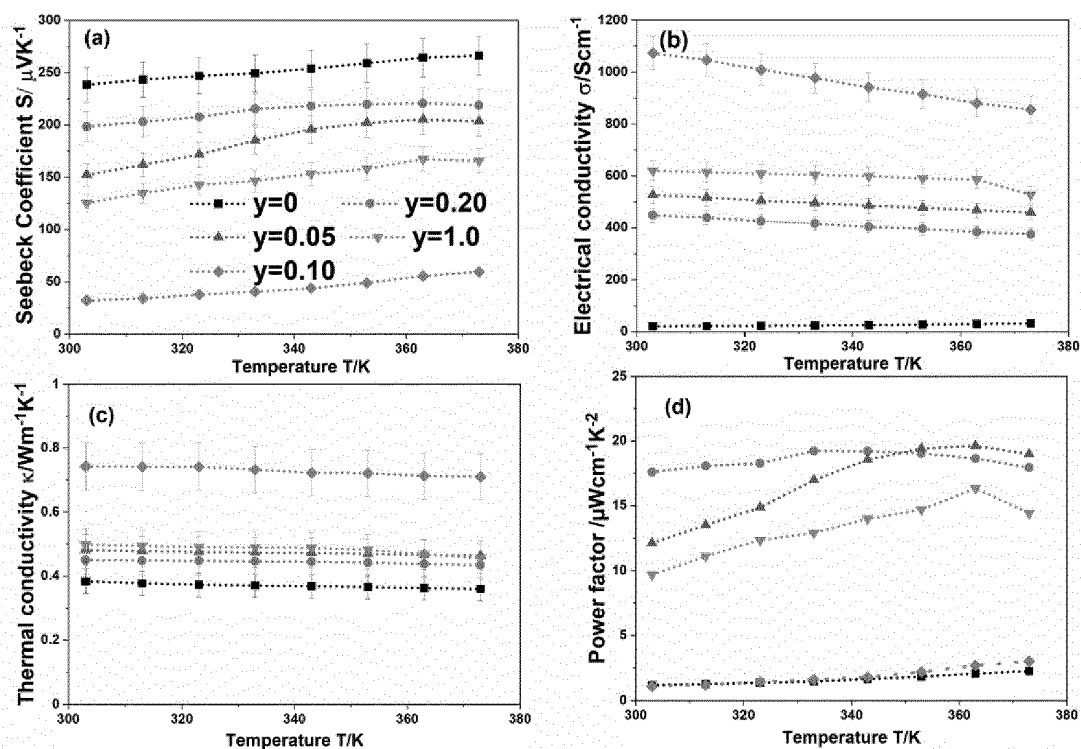 (a)
Seebeck Coefficient S/ μVK⁻¹
300
250
200
150
100
50
0
y=0 y=0.20
y=0.05 y=1.0
y=0.10
300 320 340 360 380
Temperature T/K
(b)
Electrical conductivity σ/Scm⁻¹
1200
1000
800
600
400
200
0
300 320 340 360 380
Temperature T/K
(c)
Thermal conductivity κ/Wm⁻¹K⁻¹
1
0.8
0.6
0.4
0.2
0
300 320 340 360 380
Temperature T/K
(d)
Power factor /μWcm⁻¹K⁻²
25
20
15
10
5
0
300 320 340 360 380
Temperature T/K